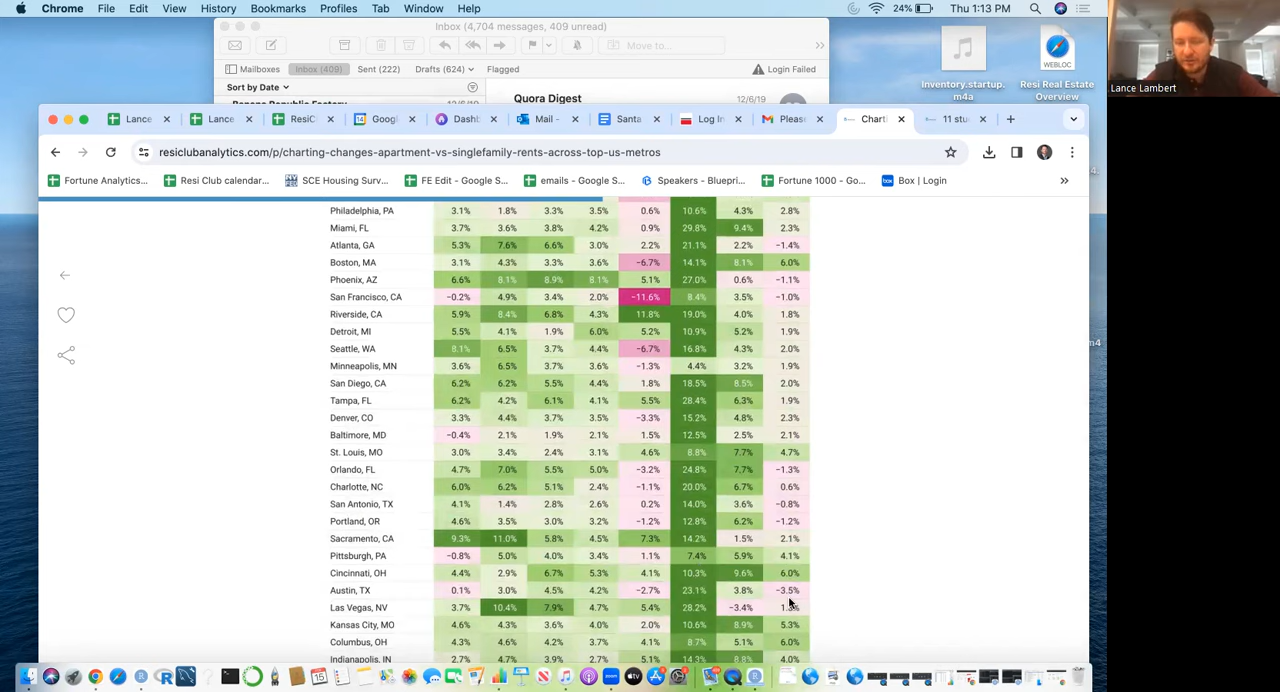 Chrome File Edit View History Bookmarks Profiles Tab Window Help 24% Thu 1:13 PM
Inbox (4,704 messages, 409 unread)
Move to...
Mailboxes Inbox (409) Sent (222) Drafts (624) Flagged Login Failed
Sort by Date
Banana Republic Factory 12/6/19
Quora Digest 12/6/19
Inventory.startup.m4a
WEBLOC
Resi Real Estate Overview
Lance Lambert
Lance Lance ResiC Googl Dashb Mail - Santa Log In Please Charti 11 stu
resiclubanalytics.com/p/charting-changes-apartment-vs-singlefamily-rents-across-top-us-metros
Fortune Analytics... Resi Club calendar... SCE Housing Surv... FE Edit - Google S... emails - Google S... Speakers - Bluepri... Fortune 1000 - Go... Box | Login
Philadelphia, PA 3.1% 1.8% 3.3% 3.5% 0.6% 10.6% 4.3% 2.8%
Miami, FL 3.7% 3.6% 3.8% 4.2% 0.9% 29.8% 9.4% 2.3%
Atlanta, GA 5.3% 7.6% 6.6% 3.0% 2.2% 21.1% 2.2% −1.4%
Boston, MA 3.1% 4.3% 3.3% 3.6% −6.7% 14.1% 8.1% 6.0%
Phoenix, AZ 6.6% 8.1% 8.9% 8.1% 5.1% 27.0% 0.6% −1.1%
San Francisco, CA −0.2% 4.9% 3.4% 2.0% −11.6% 8.4% 3.5% −1.0%
Riverside, CA 5.9% 8.4% 6.8% 4.3% 11.8% 19.0% 4.0% 1.8%
Detroit, MI 5.5% 4.1% 1.9% 6.0% 5.2% 10.9% 5.2% 1.9%
Seattle, WA 8.1% 6.5% 3.7% 4.4% −6.7% 16.8% 4.3% 2.0%
Minneapolis, MN 3.6% 6.5% 3.7% 3.6% −1.3% 4.4% 3.2% 1.9%
San Diego, CA 6.2% 6.2% 5.5% 4.4% 18.5% 8.5% 2.0%
Tampa, FL 6.2% 4.2% 6.1% 4.1% 5.5% 28.4% 6.3% 1.9%
Denver, CO 3.3% 4.4% 3.7% 3.5% −3.3% 15.2% 4.8% 2.3%
Baltimore, MD −0.4% 2.1% 1.9% 2.1% 1.5% 12.5% 2.5% 2.1%
St. Louis, MO 3.0% 2.4% 2.4% 3.1% 8.8% 7.7% 4.7%
Orlando, FL 4.7% 7.0% 5.5% 5.0% −3.2% 24.8% 7.7% −1.3%
Charlotte, NC 6.0% 6.2% 5.1% 2.4% −1.1% 20.0% 6.7% 0.6%
San Antonio, TX 4.1% 1.4% 2.8% 2.6% 14.0% 3.6% −0.8%
Portland, OR 4.6% 3.5% 3.0% 3.2% 12.8% 6.2% −1.2%
Sacramento, CA 9.3% 11.0% 5.8% 4.5% 14.2% 1.5% 2.1%
Pittsburgh, PA −0.8% 5.0% 4.0% 3.4% 1.1% 7.4% 5.9% 4.1%
Cincinnati, OH 4.4% 2.9% 6.7% 5.3% 10.3% 9.6% 6.0%
Austin, TX 0.1% 3.0% 4.5% 4.2% 23.1% 3.8% −3.5%
Las Vegas, NV 3.7% 10.4% 7.9% 4.7% 28.2% −3.4%
Kansas City, MO 4.6% 4.3% 3.6% 4.0% 2.0% 10.6% 8.9% 5.3%
Columbus, OH 4.3% 4.6% 4.2% 3.7% 4.1% 8.7% 5.1% 6.0%
Indianapolis, IN 4.7% 3.9% 2.7% 5.1% 14.3% 8.8% 4.0%